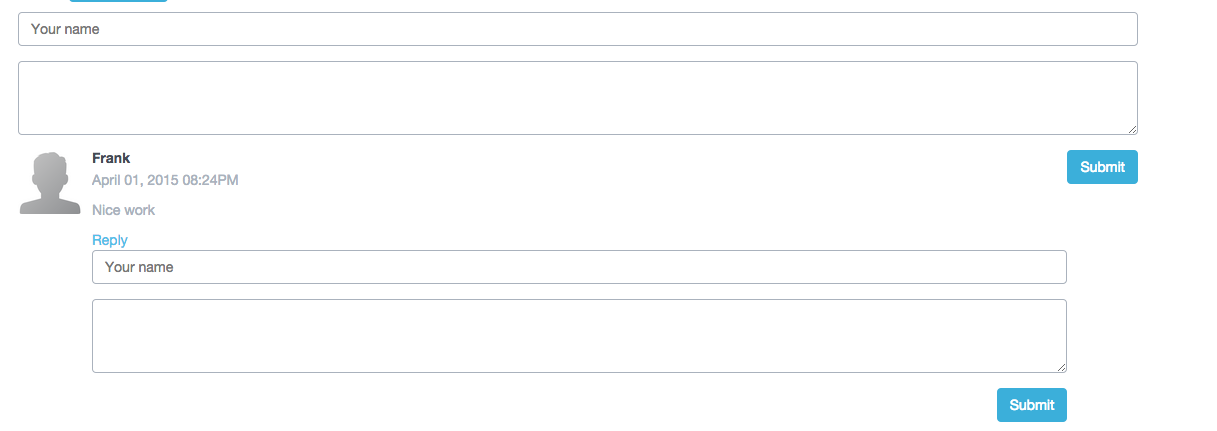 Your name
Frank
Submit
April 01, 2015 08:24PM
Nice work
Reply
Your name
Submit